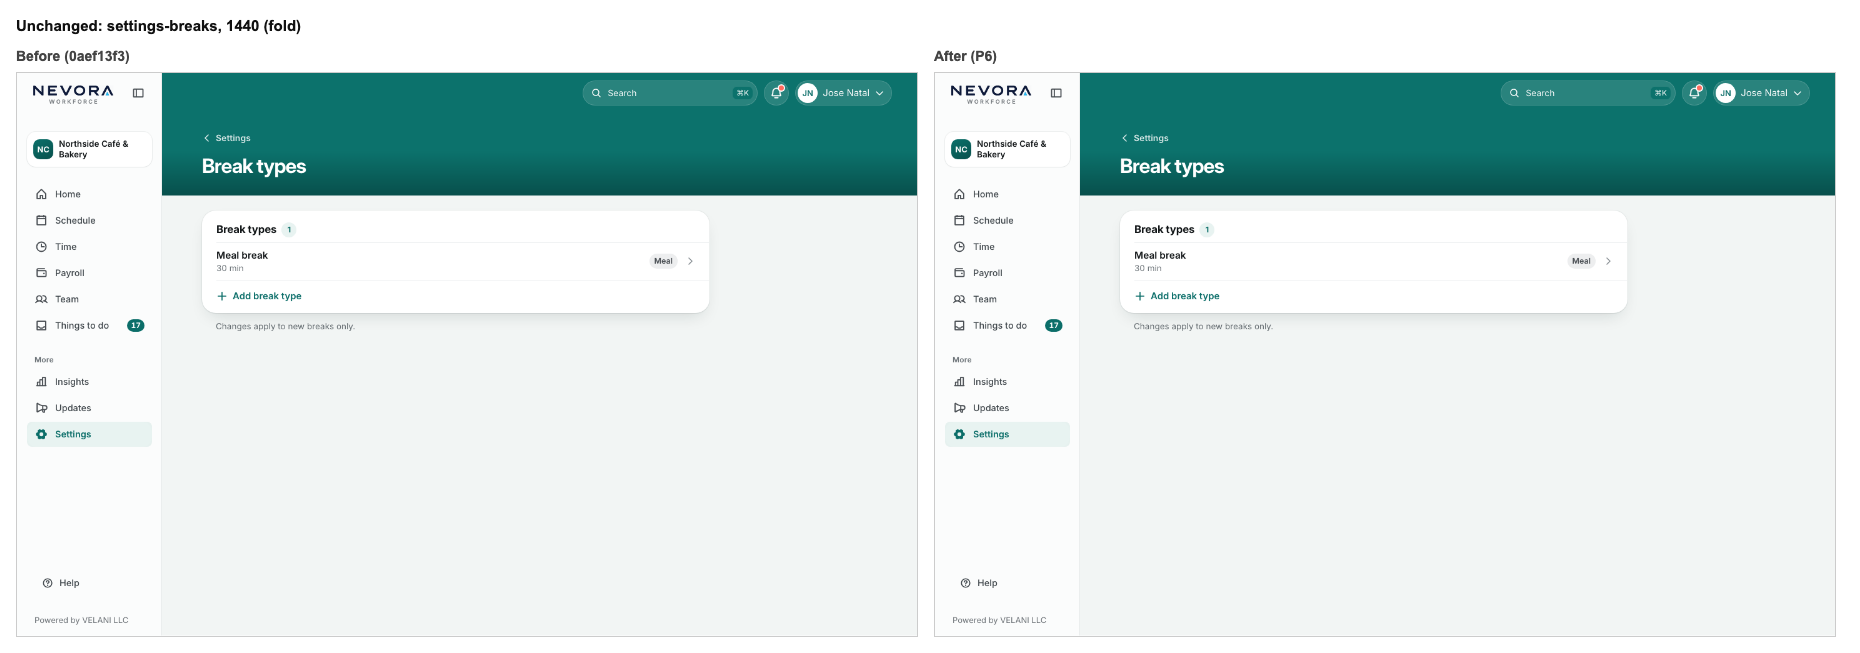 Unchanged: settings-breaks, 1440 (fold)
Before (0aef13f3)
NEVORA
WORKFORCE
Search
⌘K
JN
Jose Natal
NC
Northside Café &
Bakery
Settings
Break types
Home
Schedule
Time
Payroll
Team
Things to do 17
More
Insights
Updates
Settings
Help
Powered by VELANI LLC
Break types 1
Meal break
30 min
Meal
Add break type
Changes apply to new breaks only.
After (P6)
NEVORA
WORKFORCE
Search
⌘K
JN
Jose Natal
NC
Northside Café &
Bakery
Settings
Break types
Home
Schedule
Time
Payroll
Team
Things to do 17
More
Insights
Updates
Settings
Help
Powered by VELANI LLC
Break types 1
Meal break
30 min
Meal
Add break type
Changes apply to new breaks only.